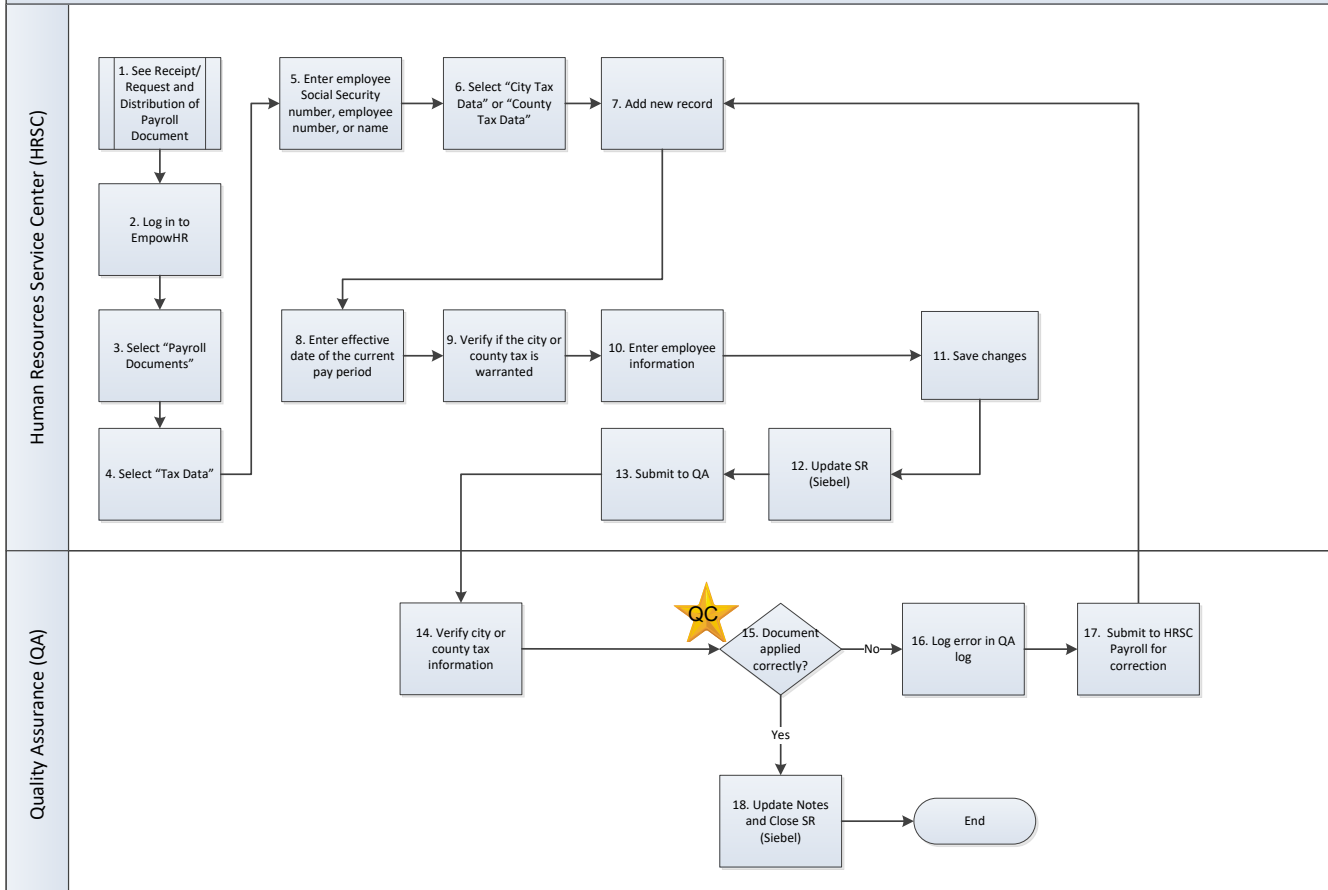 Human Resources Service Center (HRSC)
1. See Receipt/
Request and
Distribution of
Payroll
Document
2. Log in to
EmpowHR
3. Select “Payroll
Documents”
4. Select “Tax Data”
5. Enter employee
Social Security
number, employee
number, or name
6. Select “City Tax
Data” or “County
Tax Data”
7. Add new record
8. Enter effective
date of the current
pay period
9. Verify if the city or
county tax is
warranted
10. Enter employee
information
11. Save changes
12. Update SR
(Siebel)
13. Submit to QA
Quality Assurance (QA)
14. Verify city or
county tax
information
QC
15. Document
applied
correctly?
No
16. Log error in QA
log
17. Submit to HRSC
Payroll for
correction
Yes
18. Update Notes
and Close SR
(Siebel)
End